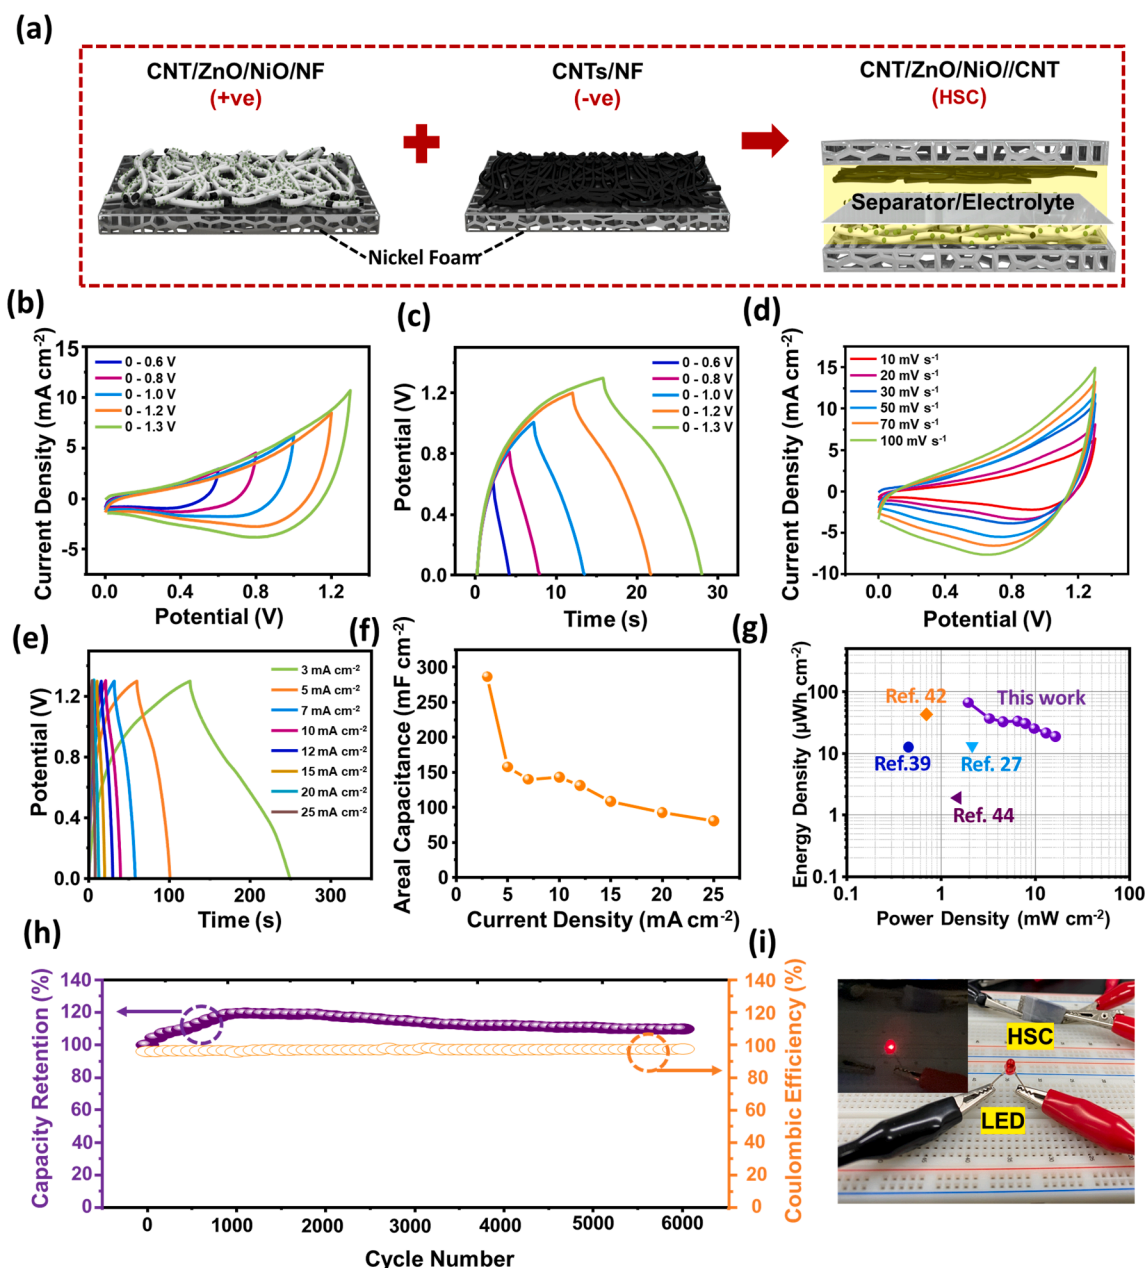 (a)
CNT/ZnO/NiO/NF
(+ve)
CNTs/NF
(-ve)
CNT/ZnO/NiO//CNT
(HSC)
Separator/Electrolyte
Nickel Foam
(b)
Current Density (mA cm⁻²)
15
10
5
0
-5
0 - 0.6 V
0 - 0.8 V
0 - 1.0 V
0 - 1.2 V
0 - 1.3 V
0.0 0.4 0.8 1.2
Potential (V)
(c)
Potential (V)
1.2
0.8
0.4
0.0
0 - 0.6 V
0 - 0.8 V
0 - 1.0 V
0 - 1.2 V
0 - 1.3 V
0 10 20 30
Time (s)
(d)
Current Density (mA cm⁻²)
15
10
5
0
-5
-10
10 mV s⁻¹
20 mV s⁻¹
30 mV s⁻¹
50 mV s⁻¹
70 mV s⁻¹
100 mV s⁻¹
0.0 0.4 0.8 1.2
Potential (V)
(e)
Potential (V)
1.2
0.8
0.4
0.0
3 mA cm⁻²
5 mA cm⁻²
7 mA cm⁻²
10 mA cm⁻²
12 mA cm⁻²
15 mA cm⁻²
20 mA cm⁻²
25 mA cm⁻²
0 100 200 300
Time (s)
(f)
Areal Capacitance (mF cm⁻²)
300
250
200
150
100
50
0
0 5 10 15 20 25
Current Density (mA cm⁻²)
(g)
Energy Density (µWh cm⁻²)
100
10
1
0.1
Ref. 42
This work
Ref.39
Ref. 27
Ref. 44
0.1 1 10 100
Power Density (mW cm⁻²)
(h)
Capacity Retention (%)
140
120
100
80
60
40
20
0
Coulombic Efficiency (%)
140
120
100
80
60
40
20
0
0 1000 2000 3000 4000 5000 6000
Cycle Number
(i)
HSC
LED